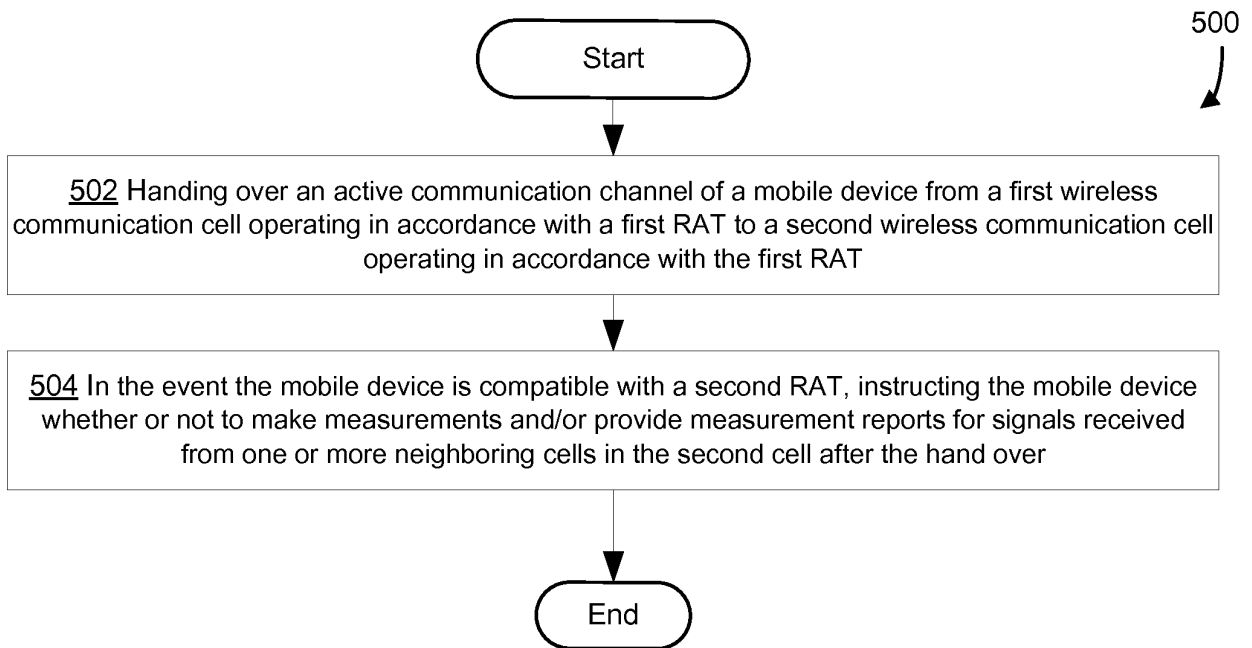 500
Start
502 Handing over an active communication channel of a mobile device from a first wireless
communication cell operating in accordance with a first RAT to a second wireless communication cell
operating in accordance with the first RAT
504 In the event the mobile device is compatible with a second RAT, instructing the mobile device
whether or not to make measurements and/or provide measurement reports for signals received
from one or more neighboring cells in the second cell after the hand over
End